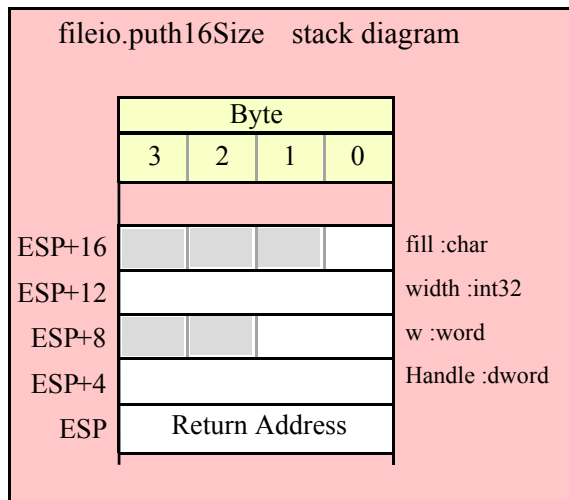 fileio.puth16Size stack diagram
Byte
3 2 1 0
ESP+16 fill :char
ESP+12 width :int32
ESP+8 w :word
ESP+4 Handle :dword
ESP Return Address